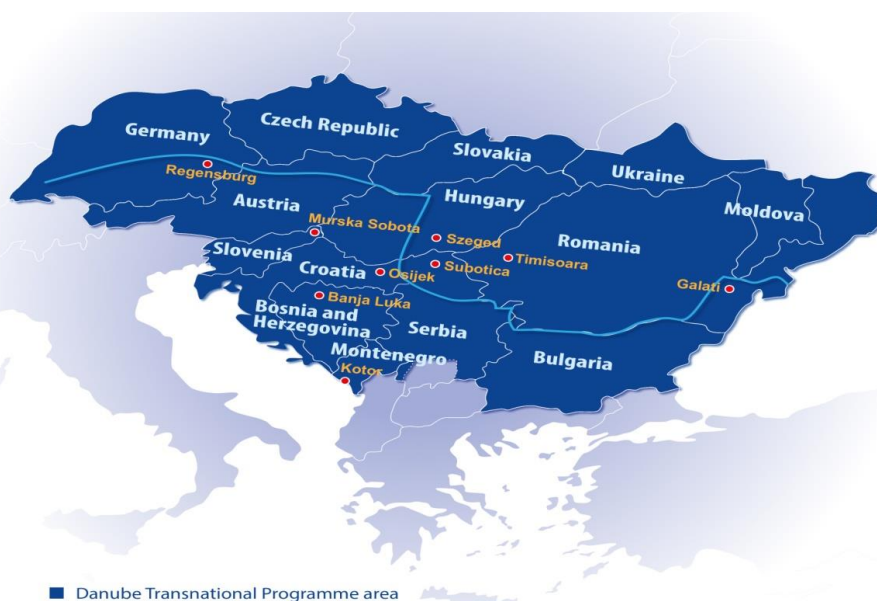 Germany
Czech Republic
Slovakia
Ukraine
Regensburg
Austria
Hungary
Moldova
Murska Sobota
Szeged
Romania
Slovenia
Timisoara
Croatia
Osijek
Subotica
Galati
Banja Luka
Bosnia and
Herzegovina
Serbia
Montenegro
Bulgaria
Kotor
Danube Transnational Programme area